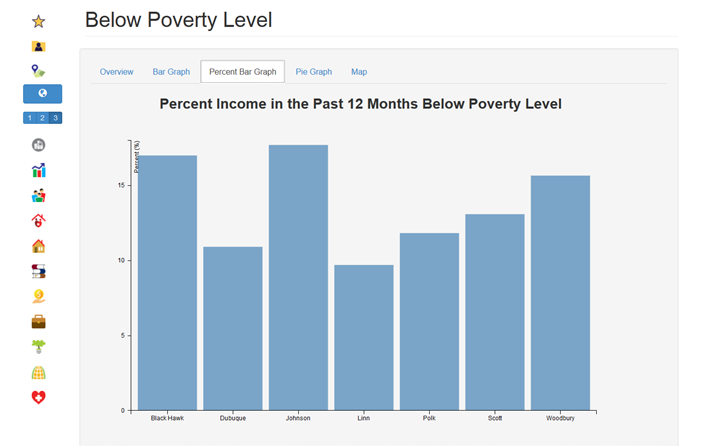 Below Poverty Level
Overview Bar Graph Percent Bar Graph Pie Graph Map
1 2 3
Percent Income in the Past 12 Months Below Poverty Level
Percent (%)
15
10
5
0
Black Hawk Dubuque Johnson Linn Polk Scott Woodbury